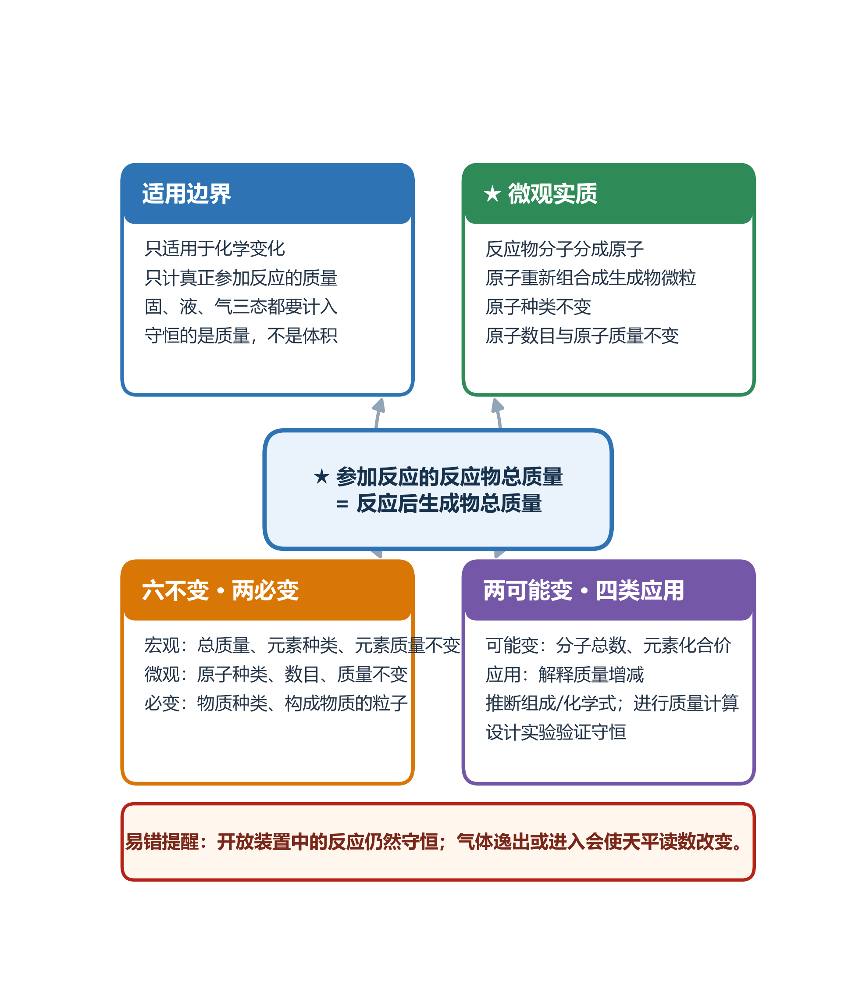 适用边界
只适用于化学变化
只计真正参加反应的质量
固、液、气三态都要计入
守恒的是质量，不是体积
★ 微观实质
反应物分子分成原子
原子重新组合成生成物微粒
原子种类不变
原子数目与原子质量不变
★ 参加反应的反应物总质量
= 反应后生成物总质量
六不变·两必变
宏观：总质量、元素种类、元素质量不变
微观：原子种类、数目、质量不变
必变：物质种类、构成物质的粒子
两可能变·四类应用
可能变：分子总数、元素化合价
应用：解释质量增减
推断组成/化学式；进行质量计算
设计实验验证守恒
易错提醒：开放装置中的反应仍然守恒；气体逸出或进入会使天平读数改变。